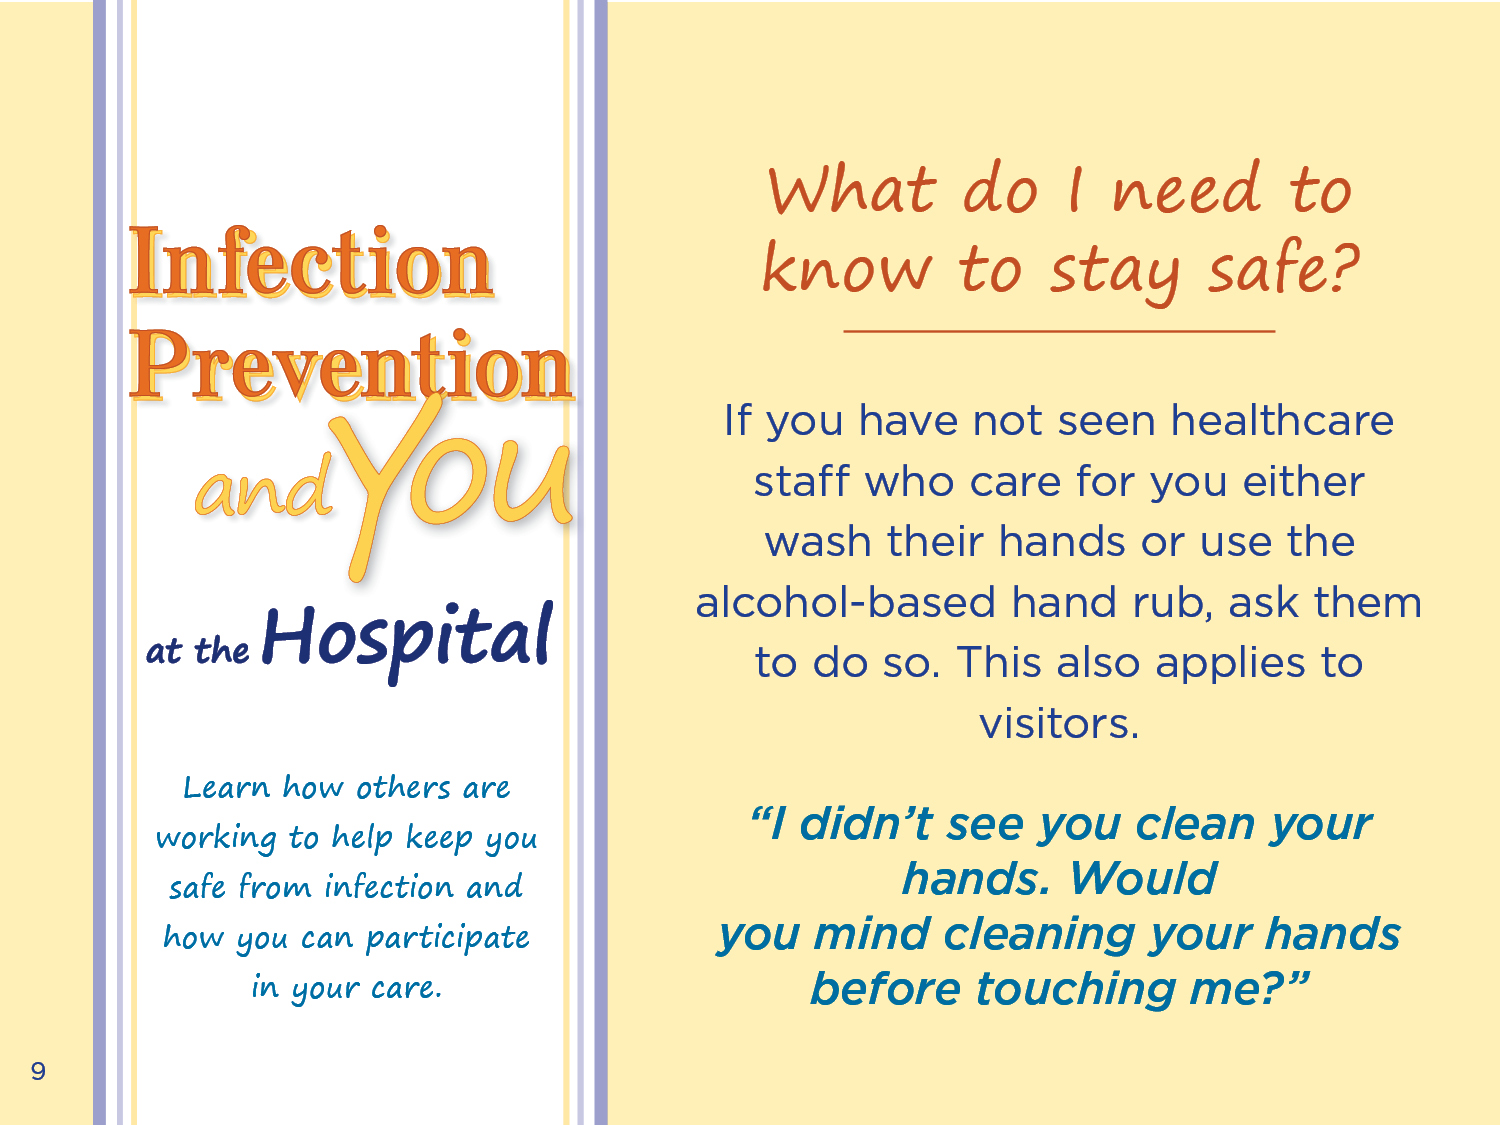 Infection
Prevention
and You
at the Hospital
Learn how others are
working to help keep you
safe from infection and
how you can participate
in your care.
9
What do I need to
know to stay safe?
If you have not seen healthcare
staff who care for you either
wash their hands or use the
alcohol-based hand rub, ask them
to do so. This also applies to
visitors.
“I didn’t see you clean your
hands. Would
you mind cleaning your hands
before touching me?”